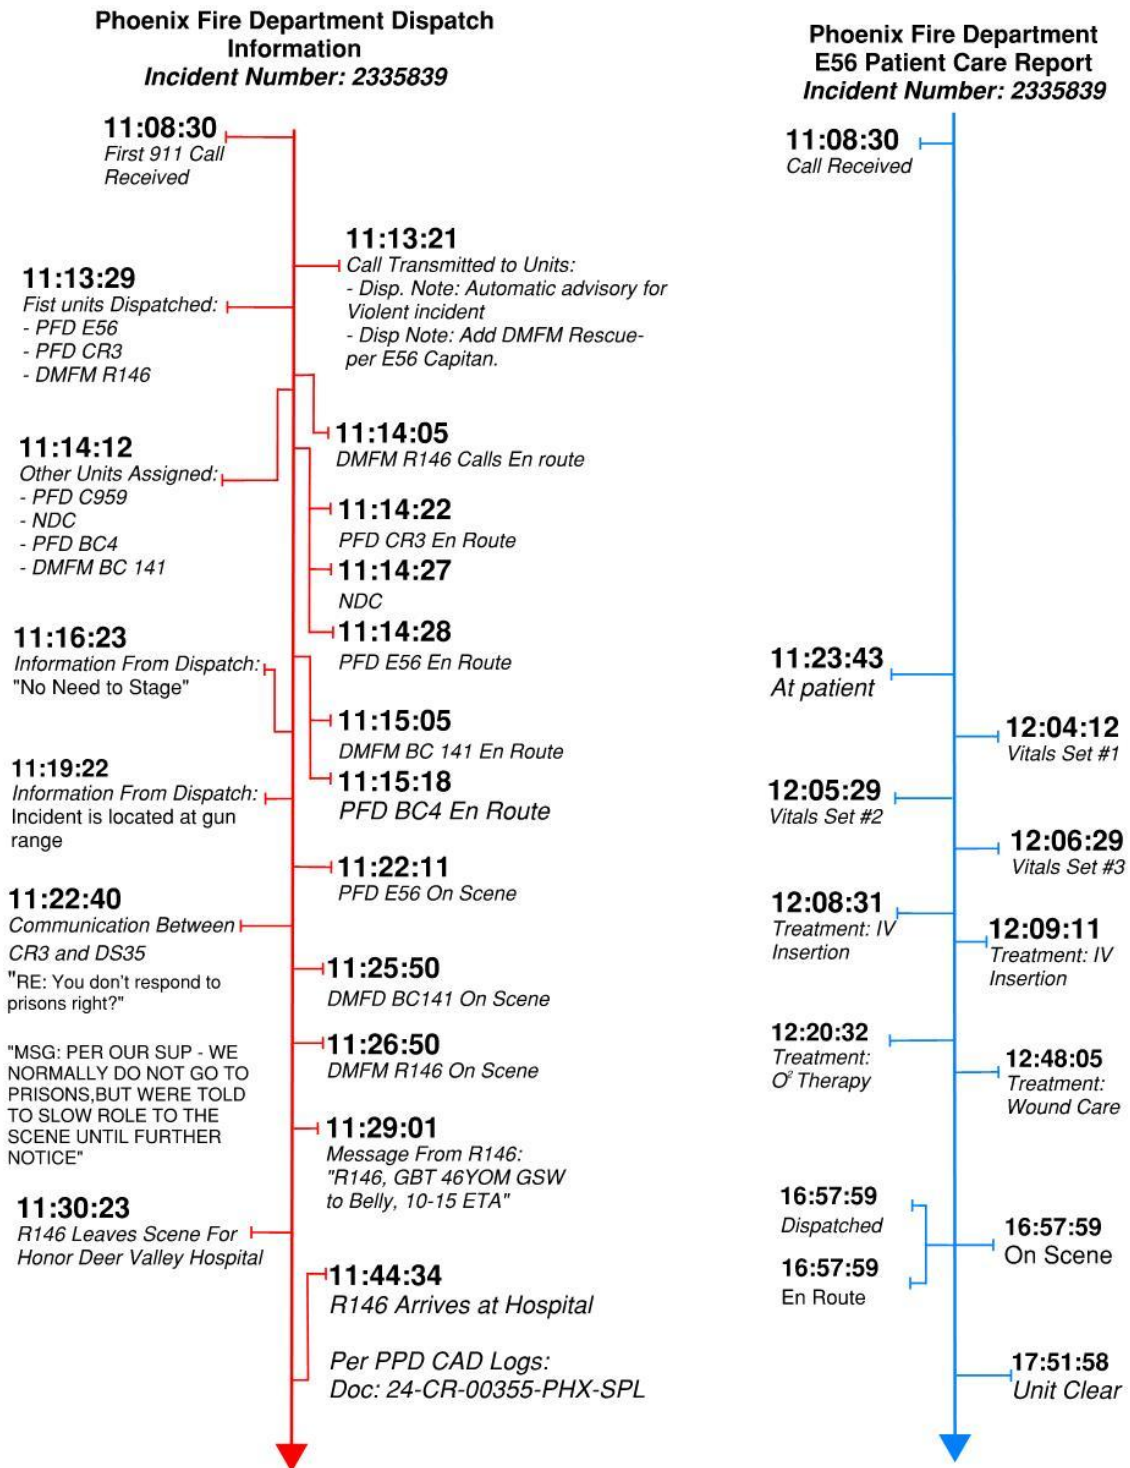 Phoenix Fire Department Dispatch
Information
Incident Number: 2335839
11:08:30
First 911 Call
Received
11:13:21
Call Transmitted to Units:
- Disp. Note: Automatic advisory for
Violent incident
- Disp Note: Add DMFM Rescue-
per E56 Capitan.
11:13:29
Fist units Dispatched:
- PFD E56
- PFD CR3
- DMFM R146
11:14:05
DMFM R146 Calls En route
11:14:12
Other Units Assigned:
- PFD C959
- NDC
- PFD BC4
- DMFM BC 141
11:14:22
PFD CR3 En Route
11:14:27
NDC
11:14:28
PFD E56 En Route
11:16:23
Information From Dispatch:
"No Need to Stage"
11:15:05
DMFM BC 141 En Route
11:15:18
PFD BC4 En Route
11:19:22
Information From Dispatch:
Incident is located at gun
range
11:22:11
PFD E56 On Scene
11:22:40
Communication Between
CR3 and DS35
"RE: You don't respond to
prisons right?"
"MSG: PER OUR SUP - WE
NORMALLY DO NOT GO TO
PRISONS,BUT WERE TOLD
TO SLOW ROLE TO THE
SCENE UNTIL FURTHER
NOTICE"
11:25:50
DMFD BC141 On Scene
11:26:50
DMFM R146 On Scene
11:29:01
Message From R146:
"R146, GBT 46YOM GSW
to Belly, 10-15 ETA"
11:30:23
R146 Leaves Scene For
Honor Deer Valley Hospital
11:44:34
R146 Arrives at Hospital
Per PPD CAD Logs:
Doc: 24-CR-00355-PHX-SPL
Phoenix Fire Department
E56 Patient Care Report
Incident Number: 2335839
11:08:30
Call Received
11:23:43
At patient
12:04:12
Vitals Set #1
12:05:29
Vitals Set #2
12:06:29
Vitals Set #3
12:08:31
Treatment: IV
Insertion
12:09:11
Treatment: IV
Insertion
12:20:32
Treatment:
O² Therapy
12:48:05
Treatment:
Wound Care
16:57:59
Dispatched
16:57:59
On Scene
16:57:59
En Route
17:51:58
Unit Clear